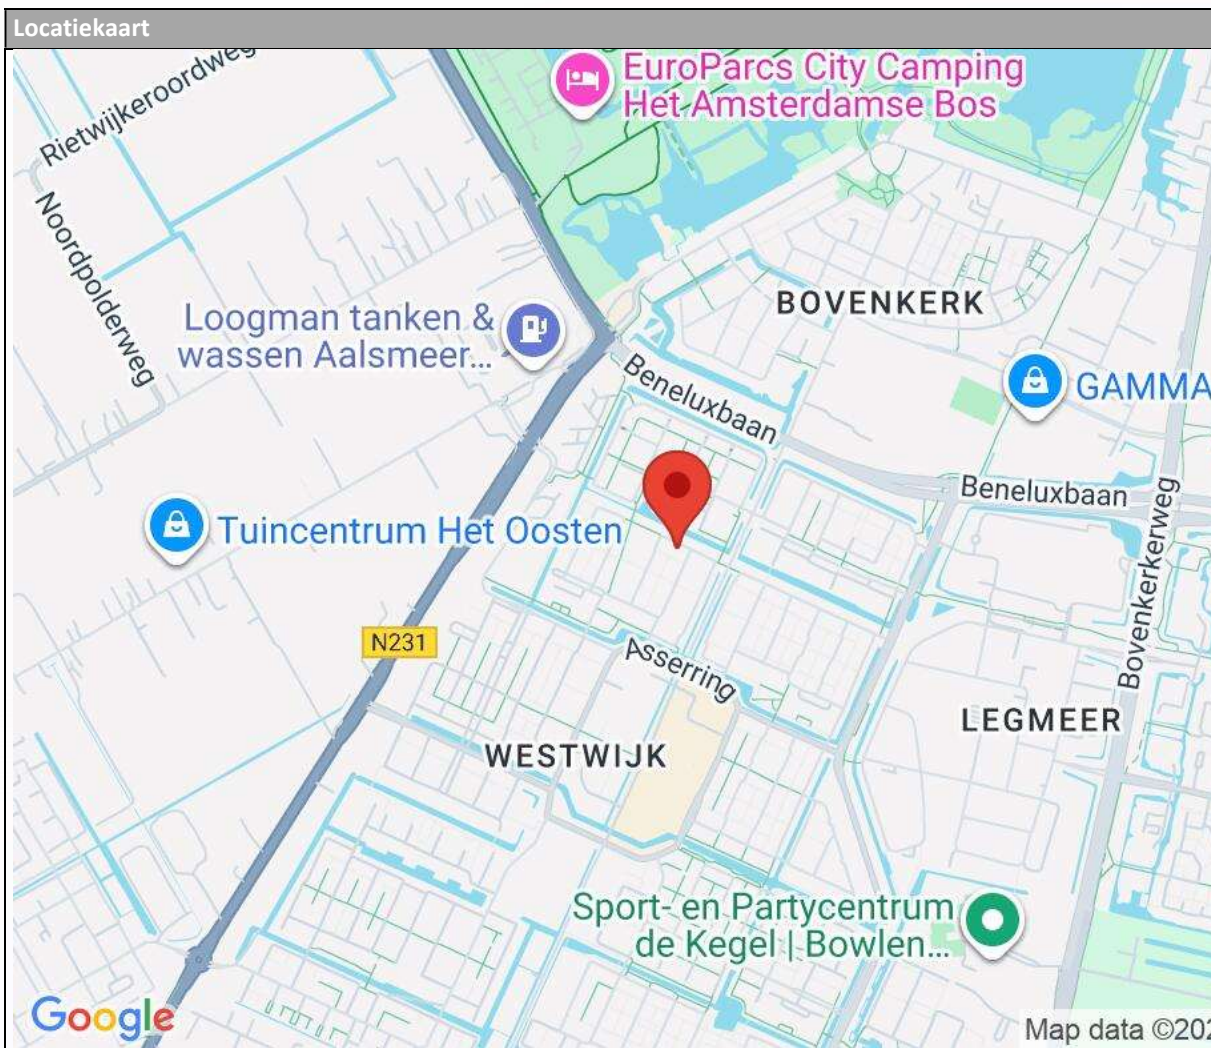 Locatiekaart
EuroParcs City Camping
Het Amsterdamse Bos
Rietwijkeroordweg
Noordpolderweg
BOVENKERK
Loogman tanken &
wassen Aalsmeer...
Beneluxbaan
GAMMA
Beneluxbaan
Tuincentrum Het Oosten
Bovenkerkerweg
N231
Asserring
LEGMEER
WESTWIJK
Sport- en Partycentrum
de Kegel | Bowlen...
Google
Map data ©202